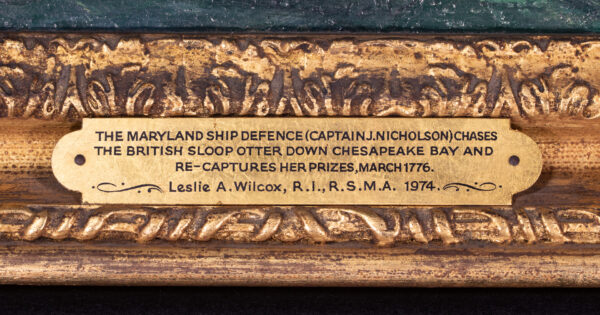 THE MARYLAND SHIP DEFENCE (CAPTAIN J. NICHOLSON) CHASES
THE BRITISH SLOOP OTTER DOWN CHESAPEAKE BAY AND
RE-CAPTURES HER PRIZES, MARCH 1776.
Leslie A. Wilcox, R.I., R.S.M.A. 1974.